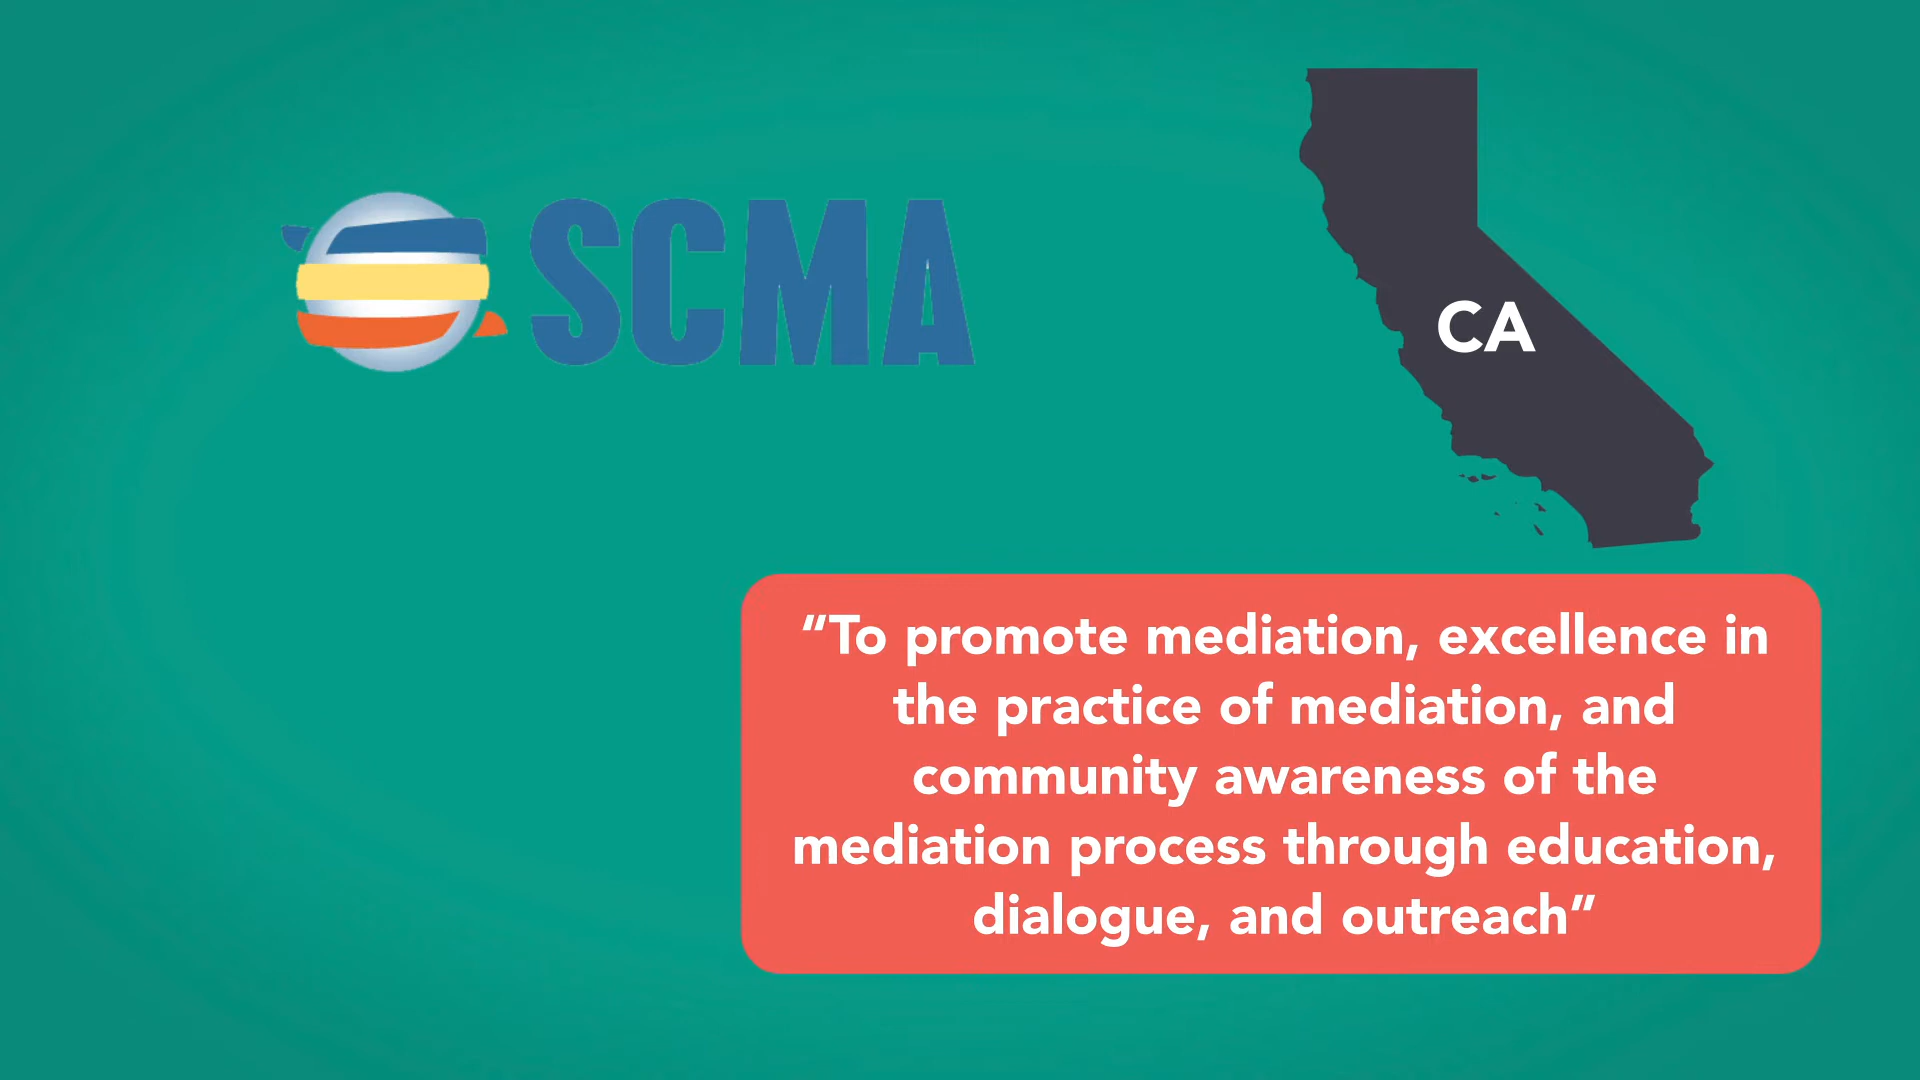 SCMA
CA
“To promote mediation, excellence in
the practice of mediation, and
community awareness of the
mediation process through education,
dialogue, and outreach”